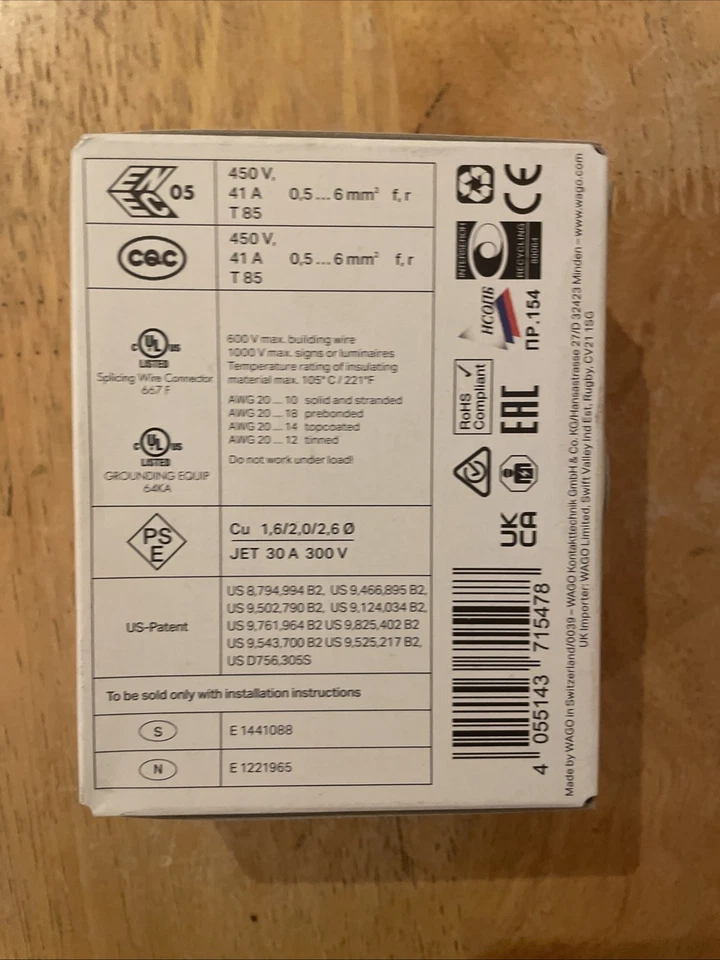 ENEC 05
450 V,
41 A 0,5 ... 6 mm² f, r
T 85
CQC
450 V,
41 A 0,5 ... 6 mm² f, r
T 85
C UL US
LISTED
Splicing Wire Connector
667 F
C UL US
LISTED
GROUNDING EQUIP
64KA
600 V max. building wire
1000 V max. signs or luminaires
Temperature rating of insulating
material max. 105° C / 221°F
AWG 20 ... 10 solid and stranded
AWG 20 ... 18 prebonded
AWG 20 ... 14 topcoated
AWG 20 ... 12 tinned
Do not work under load!
PS
E
Cu 1,6/2,0/2,6 Ø
JET 30 A 300 V
US-Patent
US 8,794,994 B2, US 9,466,895 B2,
US 9,502,790 B2, US 9,124,034 B2,
US 9,761,964 B2 US 9,825,402 B2
US 9,543,700 B2 US 9,525,217 B2,
US D756,305S
To be sold only with installation instructions
S
E 1441088
N
E 1221965
CE
INTERSEROH
RECYCLING
80064
НСОПБ
ПР.154
RoHS
Compliant
EAC
UK
CA
4 055143 715478
Made by WAGO in Switzerland/0039 – WAGO Kontakttechnik GmbH & Co. KG/Hansastrasse 27/D 32423 Minden – www.wago.com
UK Importer: WAGO Limited, Swift Valley Ind Est, Rugby, CV21 1SG